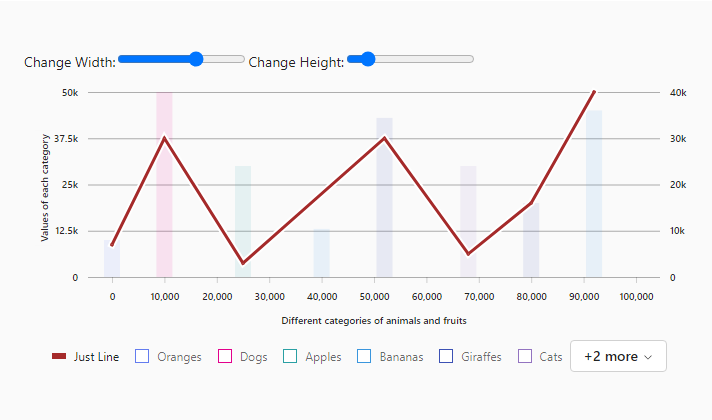 Change Width: Change Height:
50k 40k
37.5k 30k
25k 20k
12.5k 10k
0 0
Values of each category
0 10,000 20,000 30,000 40,000 50,000 60,000 70,000 80,000 90,000 100,000
Different categories of animals and fruits
Just Line Oranges Dogs Apples Bananas Giraffes Cats +2 more